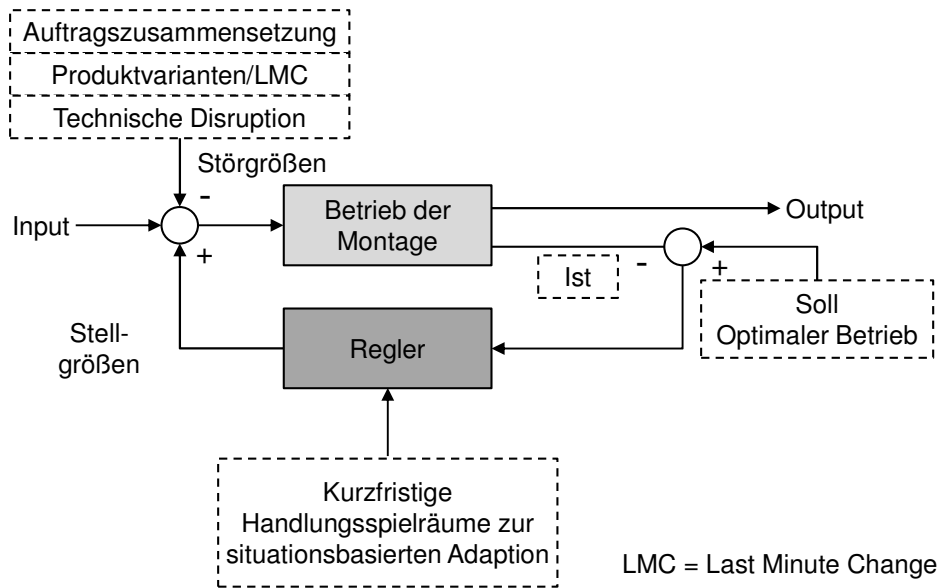 Auftragszusammensetzung
Produktvarianten/LMC
Technische Disruption
Störgrößen
-
Input
+
Betrieb der
Montage
Output
Ist
-
+
Soll
Optimaler Betrieb
Stell-
größen
Regler
Kurzfristige
Handlungsspielräume zur
situationsbasierten Adaption
LMC = Last Minute Change